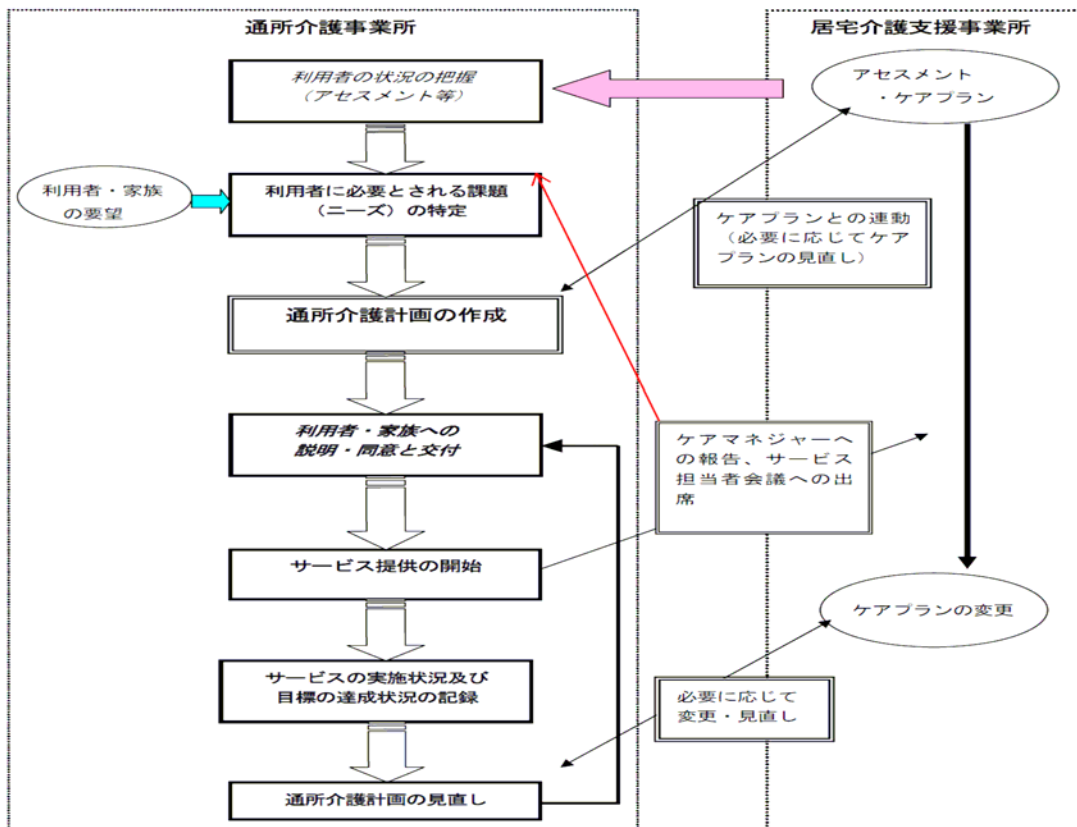 通所介護事業所
居宅介護支援事業所
利用者の状況の把握
（アセスメント等）
アセスメント
・ケアプラン
利用者・家族
の要望
利用者に必要とされる課題
（ニーズ）の特定
ケアプランとの連動
（必要に応じてケア
プランの見直し）
通所介護計画の作成
利用者・家族への
説明・同意と交付
ケアマネジャーへ
の報告、サービス
担当者会議への出
席
サービス提供の開始
ケアプランの変更
サービスの実施状況及び
目標の達成状況の記録
必要に応じて
変更・見直し
通所介護計画の見直し